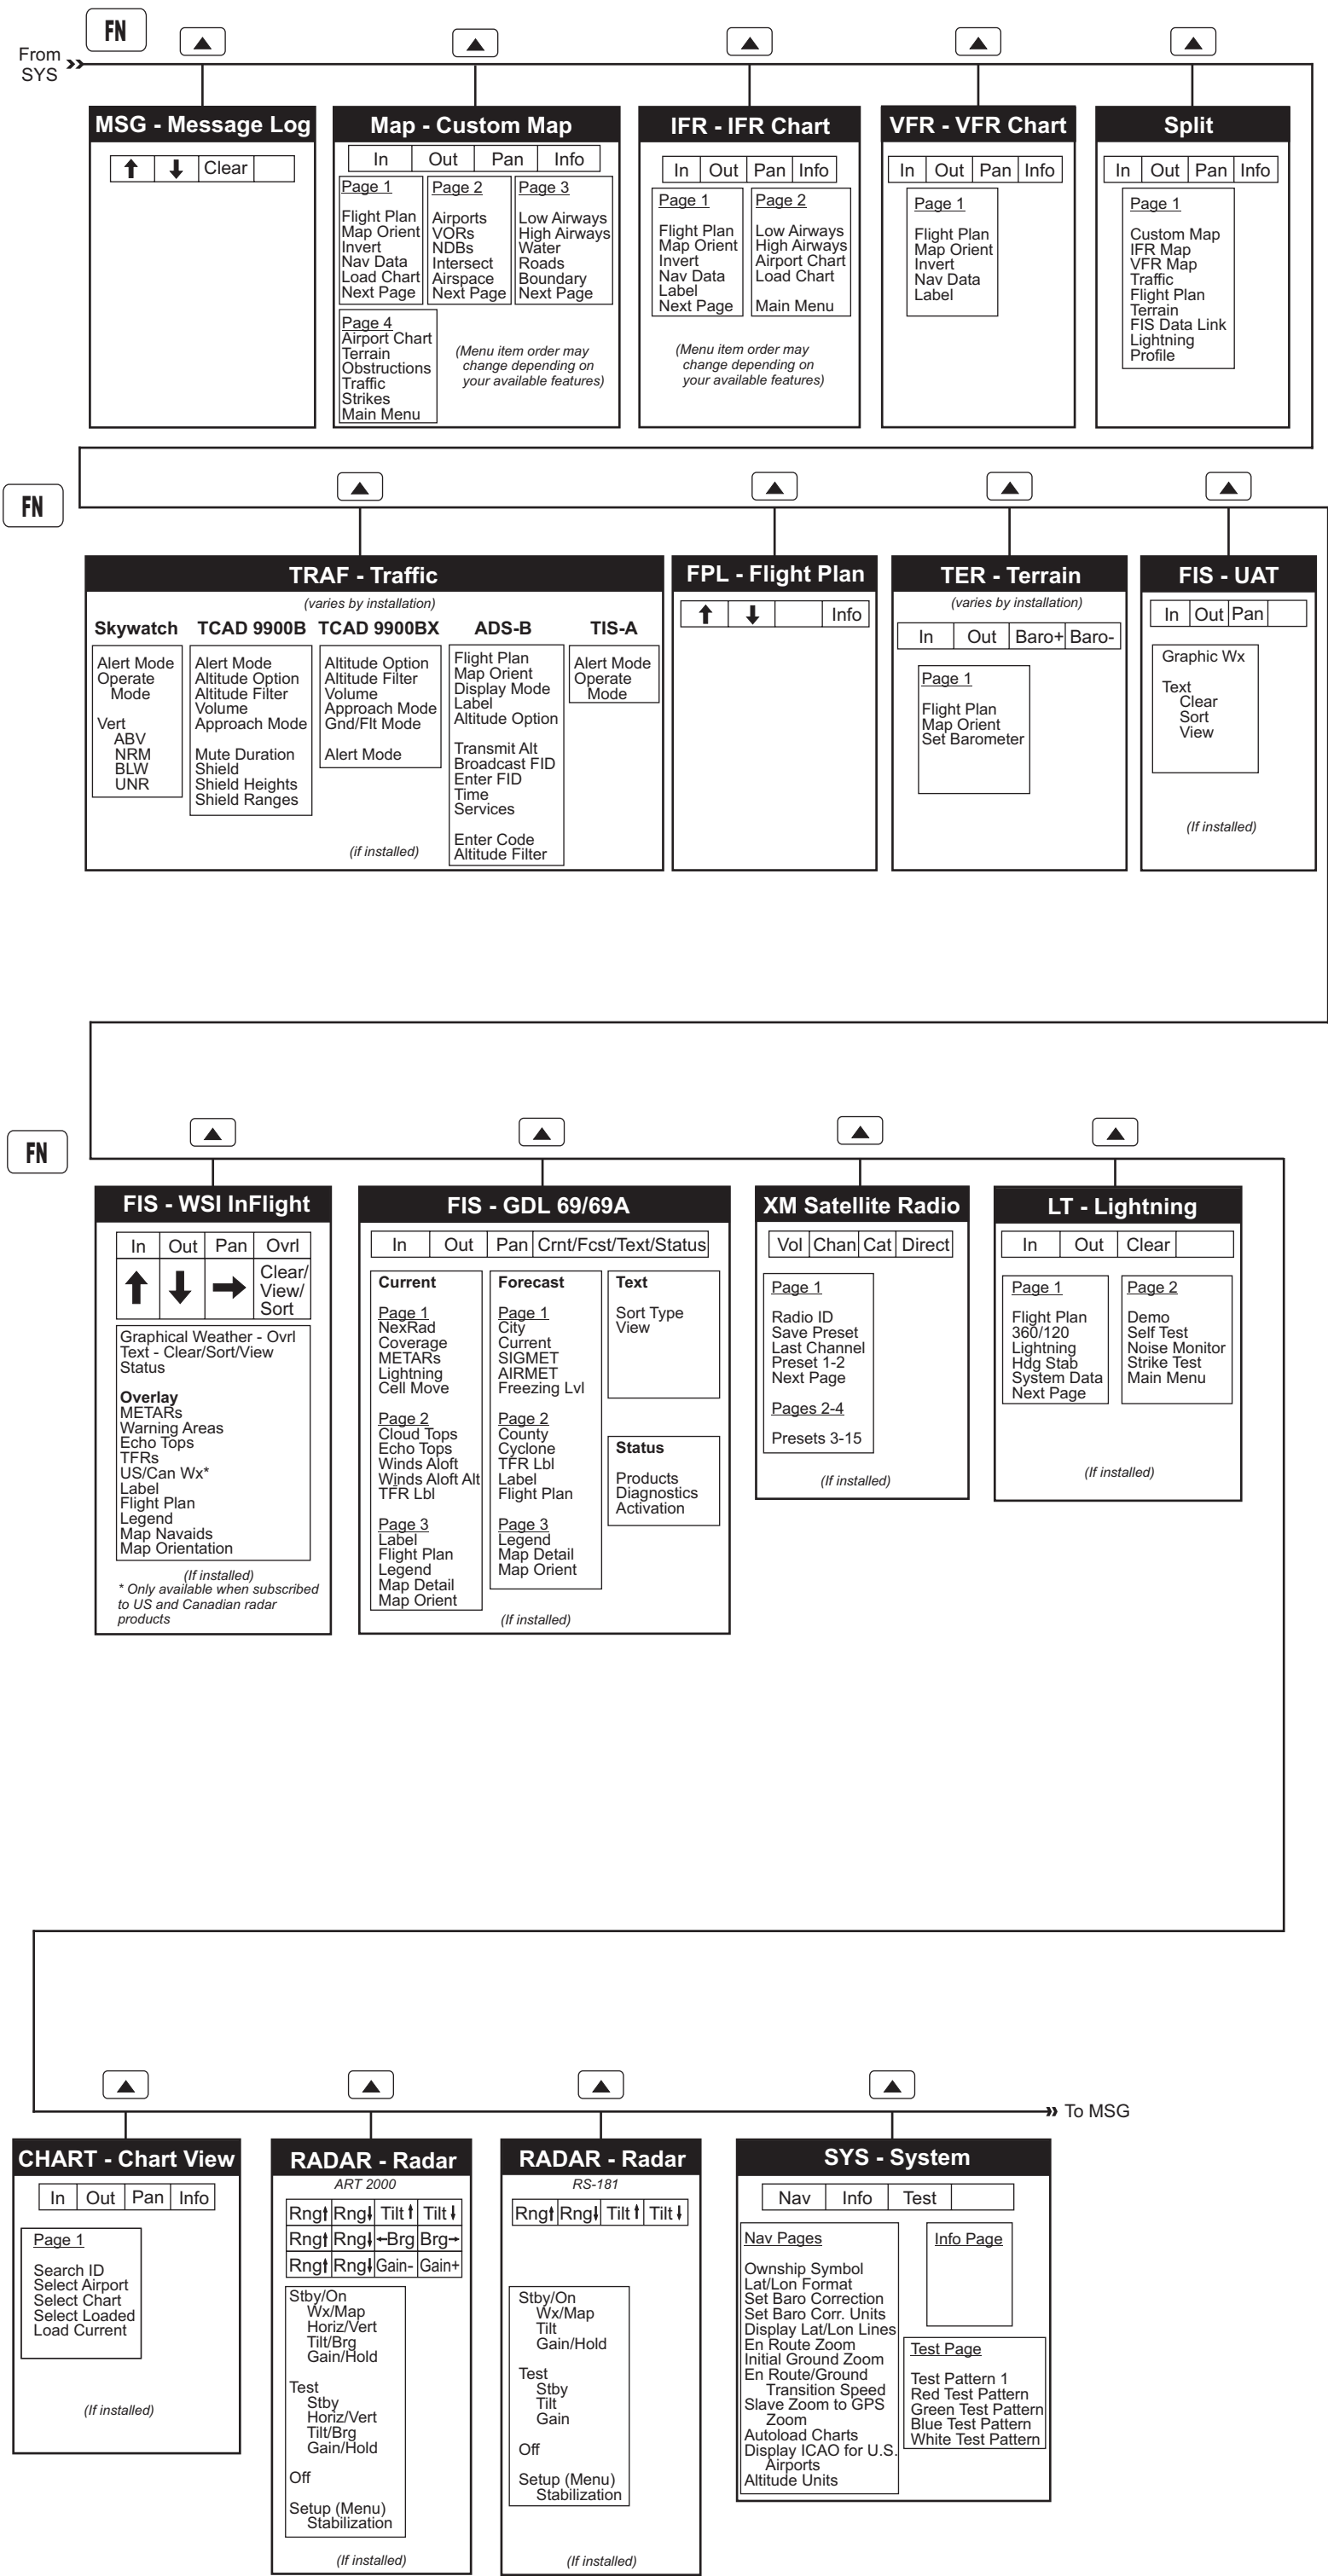 FN
From
SYS
MSG - Message Log
Clear
Map - Custom Map
In Out Pan Info
Page 1
Flight Plan
Map Orient
Invert
Nav Data
Load Chart
Next Page
Page 2
Airports
VORs
NDBs
Intersect
Airspace
Next Page
Page 3
Low Airways
High Airways
Water
Roads
Boundary
Next Page
Page 4
Airport Chart
Terrain
Obstructions
Traffic
Strikes
Main Menu
(Menu item order may
change depending on
your available features)
IFR - IFR Chart
In Out Pan Info
Page 1
Flight Plan
Map Orient
Invert
Nav Data
Label
Next Page
Page 2
Low Airways
High Airways
Airport Chart
Load Chart
Main Menu
(Menu item order may
change depending on
your available features)
VFR - VFR Chart
In Out Pan Info
Page 1
Flight Plan
Map Orient
Invert
Nav Data
Label
Split
In Out Pan Info
Page 1
Custom Map
IFR Map
VFR Map
Traffic
Flight Plan
Terrain
FIS Data Link
Lightning
Profile
FN
TRAF - Traffic
(varies by installation)
Skywatch
Alert Mode
Operate
Mode
Vert
ABV
NRM
BLW
UNR
TCAD 9900B
Alert Mode
Altitude Option
Altitude Filter
Volume
Approach Mode
Mute Duration
Shield
Shield Heights
Shield Ranges
TCAD 9900BX
Altitude Option
Altitude Filter
Volume
Approach Mode
Gnd/Flt Mode
Alert Mode
(if installed)
ADS-B
Flight Plan
Map Orient
Display Mode
Label
Altitude Option
Transmit Alt
Broadcast FID
Enter FID
Time
Services
Enter Code
Altitude Filter
TIS-A
Alert Mode
Operate
Mode
FPL - Flight Plan
Info
TER - Terrain
(varies by installation)
In Out Baro+ Baro-
Page 1
Flight Plan
Map Orient
Set Barometer
FIS - UAT
In Out Pan
Graphic Wx
Text
Clear
Sort
View
(If installed)
FN
FIS - WSI InFlight
In Out Pan Ovrl
Clear/
View/
Sort
Graphical Weather - Ovrl
Text - Clear/Sort/View
Status
Overlay
METARs
Warning Areas
Echo Tops
TFRs
US/Can Wx*
Label
Flight Plan
Legend
Map Navaids
Map Orientation
(If installed)
* Only available when subscribed
to US and Canadian radar
products
FIS - GDL 69/69A
In Out Pan Crnt/Fcst/Text/Status
Current
Page 1
NexRad
Coverage
METARs
Lightning
Cell Move
Page 2
Cloud Tops
Echo Tops
Winds Aloft
Winds Aloft Alt
TFR Lbl
Page 3
Label
Flight Plan
Legend
Map Detail
Map Orient
Forecast
Page 1
City
Current
SIGMET
AIRMET
Freezing Lvl
Page 2
County
Cyclone
TFR Lbl
Label
Flight Plan
Page 3
Legend
Map Detail
Map Orient
Text
Sort Type
View
Status
Products
Diagnostics
Activation
(If installed)
XM Satellite Radio
Vol Chan Cat Direct
Page 1
Radio ID
Save Preset
Last Channel
Preset 1-2
Next Page
Pages 2-4
Presets 3-15
(If installed)
LT - Lightning
In Out Clear
Page 1
Flight Plan
360/120
Lightning
Hdg Stab
System Data
Next Page
Page 2
Demo
Self Test
Noise Monitor
Strike Test
Main Menu
(If installed)
To MSG
CHART - Chart View
In Out Pan Info
Page 1
Search ID
Select Airport
Select Chart
Select Loaded
Load Current
(If installed)
RADAR - Radar
ART 2000
Rng Rng Tilt Tilt
Rng Rng Brg Brg
Rng Rng Gain- Gain+
Stby/On
Wx/Map
Horiz/Vert
Tilt/Brg
Gain/Hold
Test
Stby
Horiz/Vert
Tilt/Brg
Gain/Hold
Off
Setup (Menu)
Stabilization
(If installed)
RADAR - Radar
RS-181
Rng Rng Tilt Tilt
Stby/On
Wx/Map
Tilt
Gain/Hold
Test
Stby
Tilt
Gain
Off
Setup (Menu)
Stabilization
(If installed)
SYS - System
Nav Info Test
Nav Pages
Ownship Symbol
Lat/Lon Format
Set Baro Correction
Set Baro Corr. Units
Display Lat/Lon Lines
En Route Zoom
Initial Ground Zoom
En Route/Ground
Transition Speed
Slave Zoom to GPS
Zoom
Autoload Charts
Display ICAO for U.S.
Airports
Altitude Units
Info Page
Test Page
Test Pattern 1
Red Test Pattern
Green Test Pattern
Blue Test Pattern
White Test Pattern